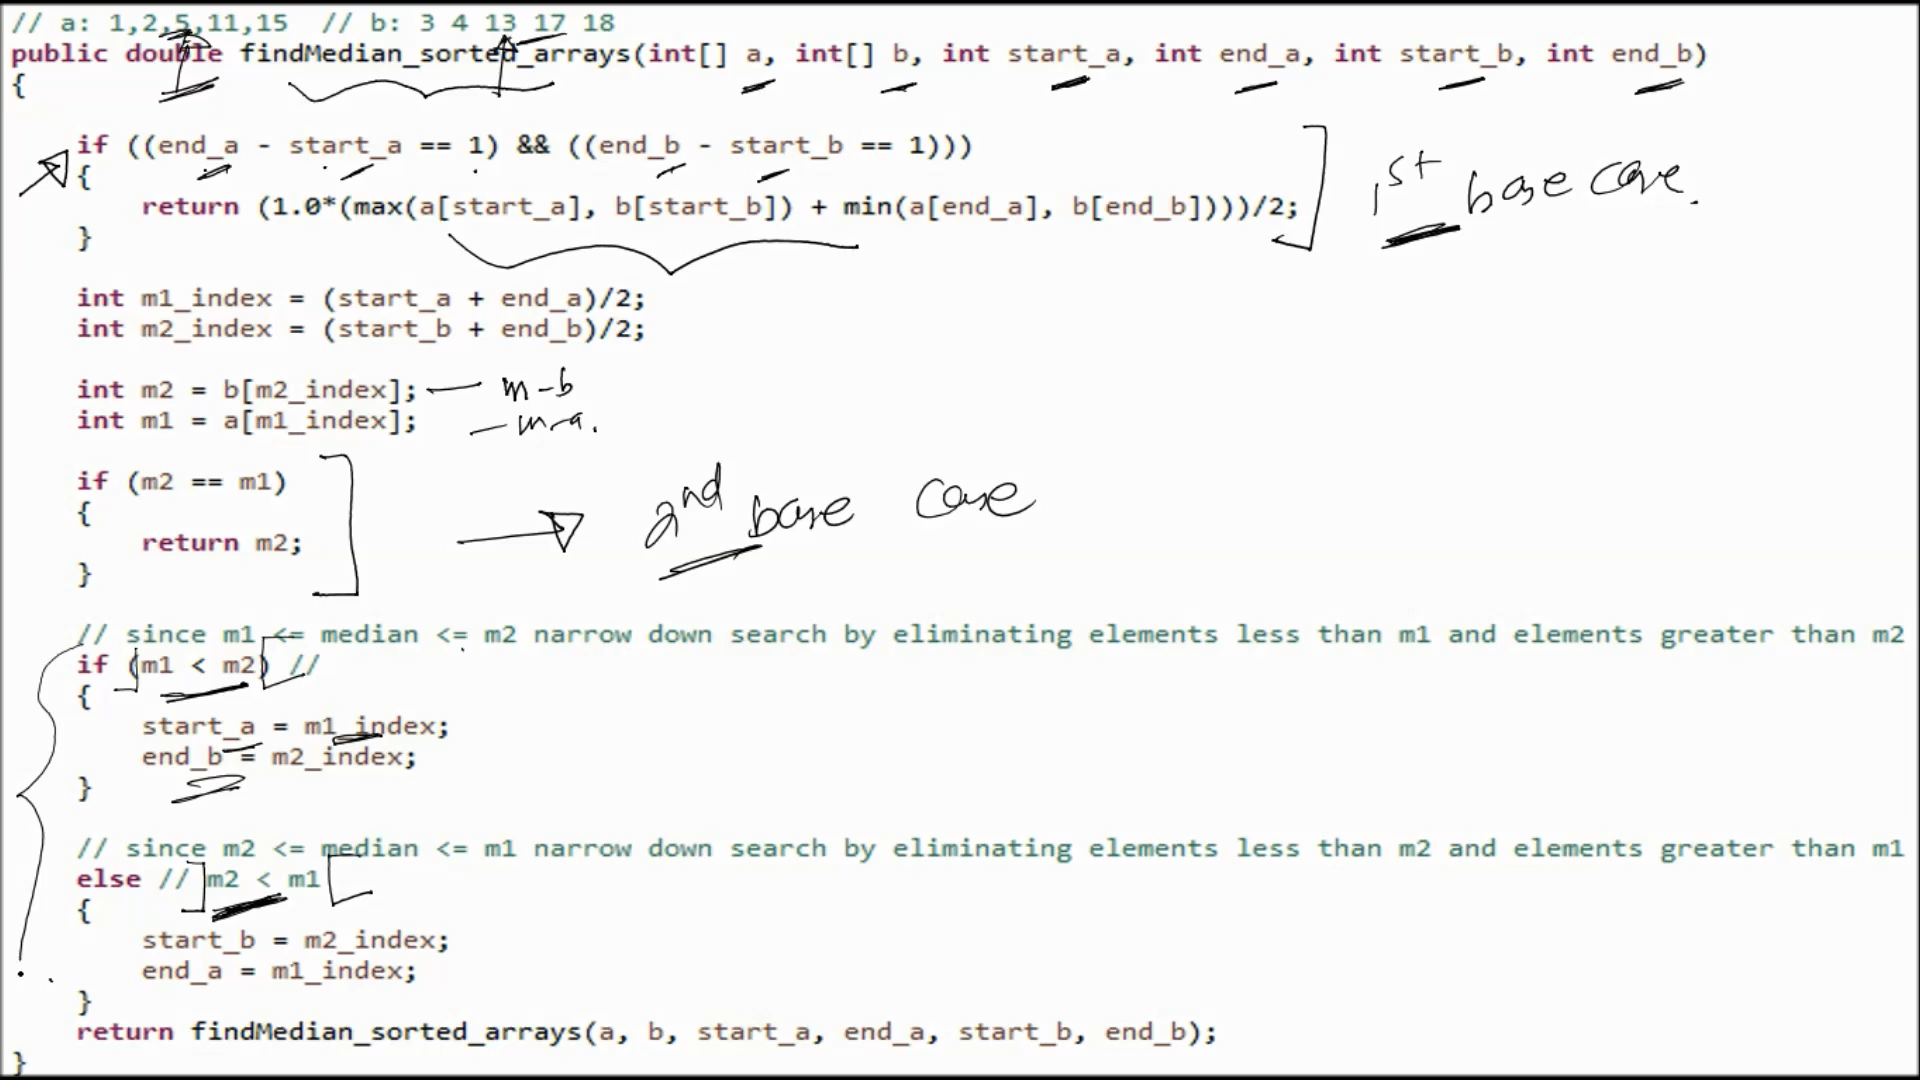 // a: 1,2,5,11,15  // b: 3 4 13 17 18
public double findMedian_sorted_arrays(int[] a, int[] b, int start_a, int end_a, int start_b, int end_b)
{
if ((end_a - start_a == 1) && ((end_b - start_b == 1)))
{
return (1.0*(max(a[start_a], b[start_b]) + min(a[end_a], b[end_b])))/2;
1st base case.
}
int m1_index = (start_a + end_a)/2;
int m2_index = (start_b + end_b)/2;
int m2 = b[m2_index]; — m-b
int m1 = a[m1_index]; — m-a.
if (m2 == m1)
{
2nd base case
return m2;
}
// since m1 <= median <= m2 narrow down search by eliminating elements less than m1 and elements greater than m2
if (m1 < m2) //
{
start_a = m1_index;
end_b = m2_index;
}
// since m2 <= median <= m1 narrow down search by eliminating elements less than m2 and elements greater than m1
else // m2 < m1
{
start_b = m2_index;
end_a = m1_index;
}
return findMedian_sorted_arrays(a, b, start_a, end_a, start_b, end_b);
}